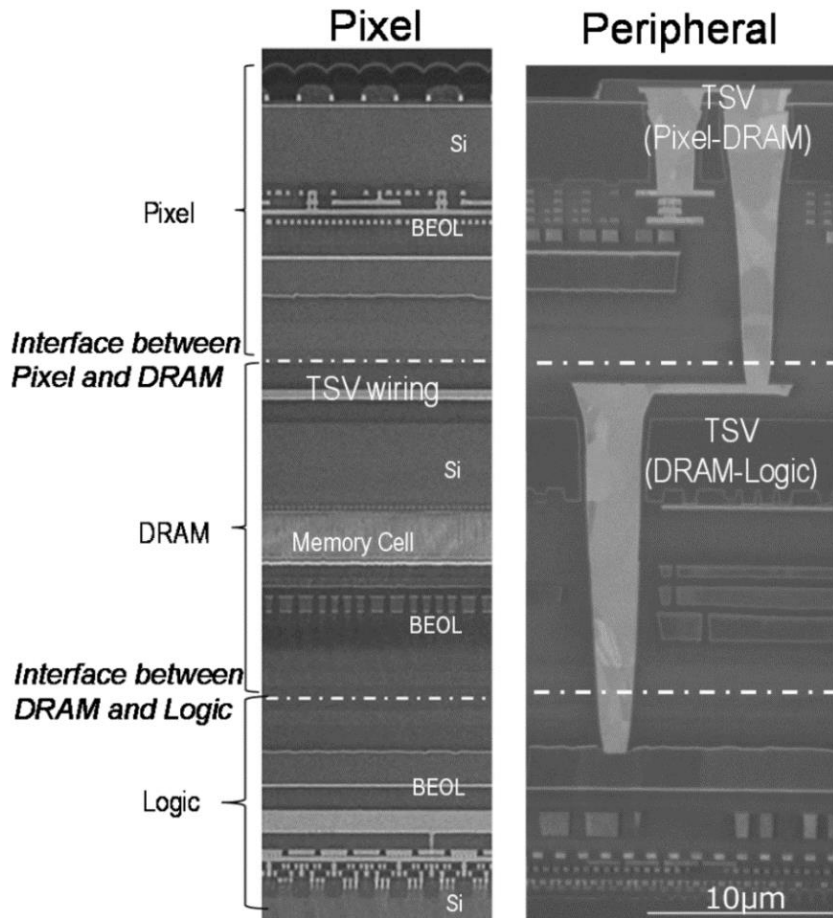 Pixel
Peripheral
TSV
(Pixel-DRAM)
Si
Pixel
BEOL
Interface between
Pixel and DRAM
TSV wiring
TSV
(DRAM-Logic)
Si
DRAM
Memory Cell
BEOL
Interface between
DRAM and Logic
BEOL
Logic
Si
10μm